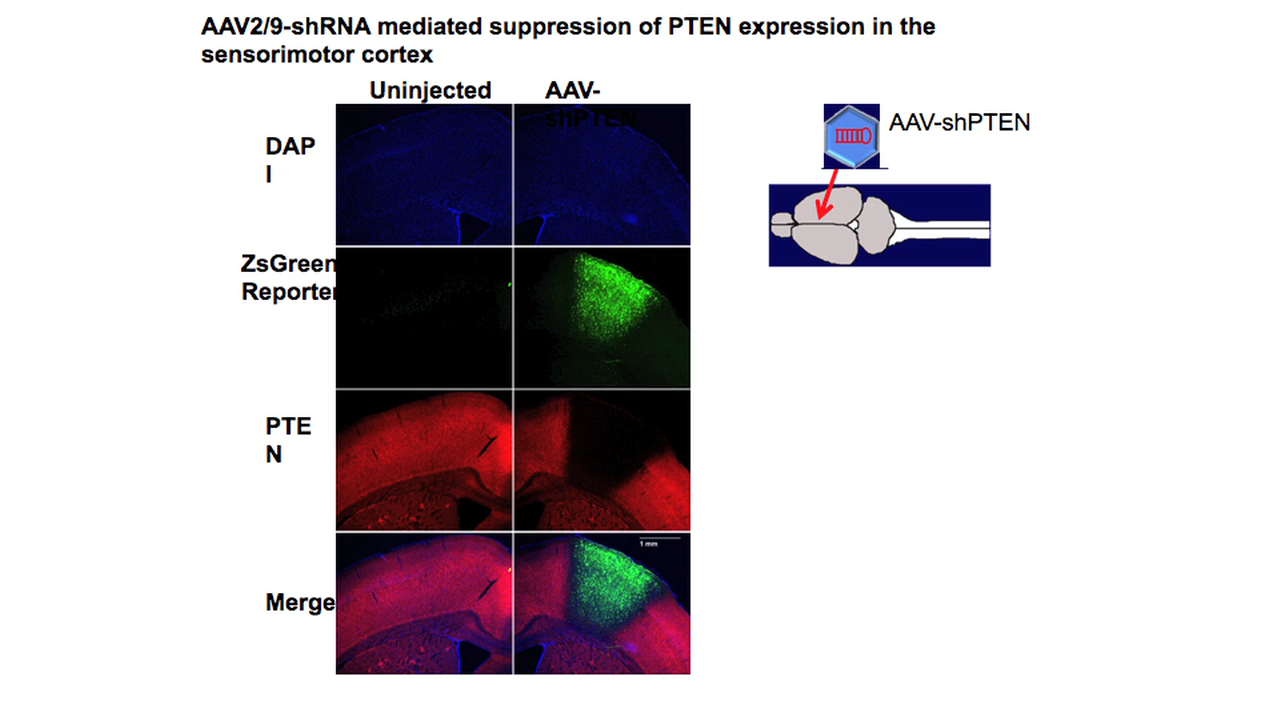 AAV2/9-shRNA mediated suppression of PTEN expression in the
sensorimotor cortex
Uninjected
AAV-
shPTEN
AAV-shPTEN
DAP
I
ZsGreen
Reporter
PTE
N
Merge
1 mm